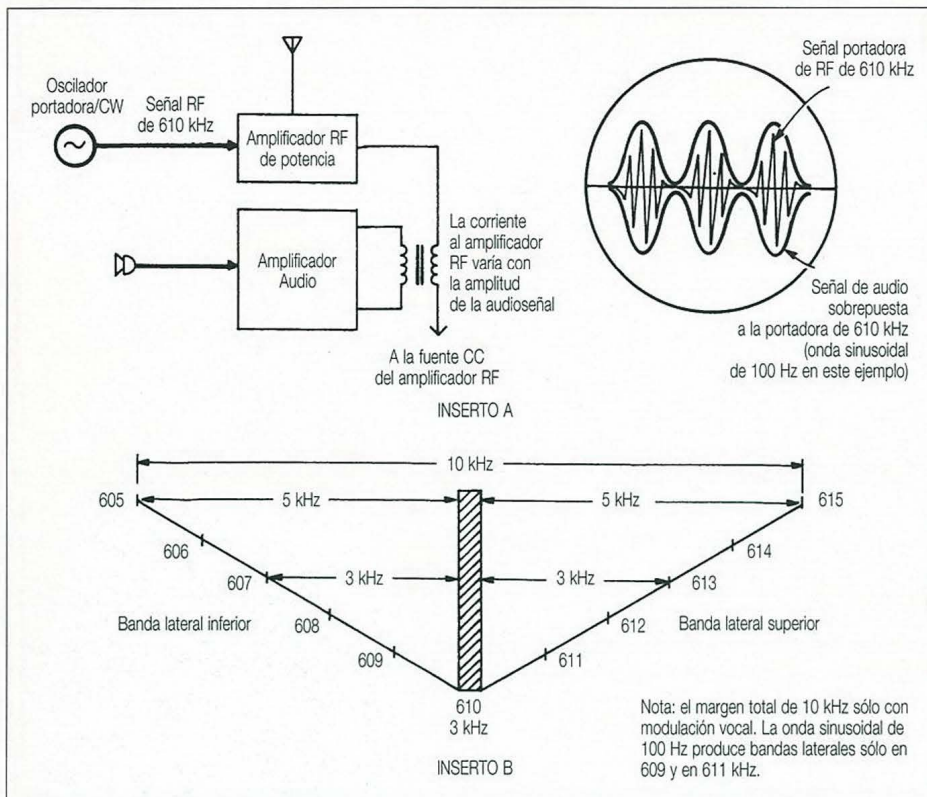 Oscilador
portadora/CW
Señal RF
de 610 kHz
Amplificador RF
de potencia
Amplificador
Audio
La corriente
al amplificador
RF varía con
la amplitud
de la audioseñal
A la fuente CC
del amplificador RF
INSERTO A
Señal portadora
de RF de 610 kHz
Señal de audio
sobrepuesta
a la portadora de 610 kHz
(onda sinusoidal
de 100 Hz en este ejemplo)
10 kHz
605
5 kHz
5 kHz
615
606
614
607
3 kHz
3 kHz
613
Banda lateral inferior
608
612
Banda lateral superior
609
611
610
3 kHz
INSERTO B
Nota: el margen total de 10 kHz sólo con
modulación vocal. La onda sinusoidal de
100 Hz produce bandas laterales sólo en
609 y en 611 kHz.